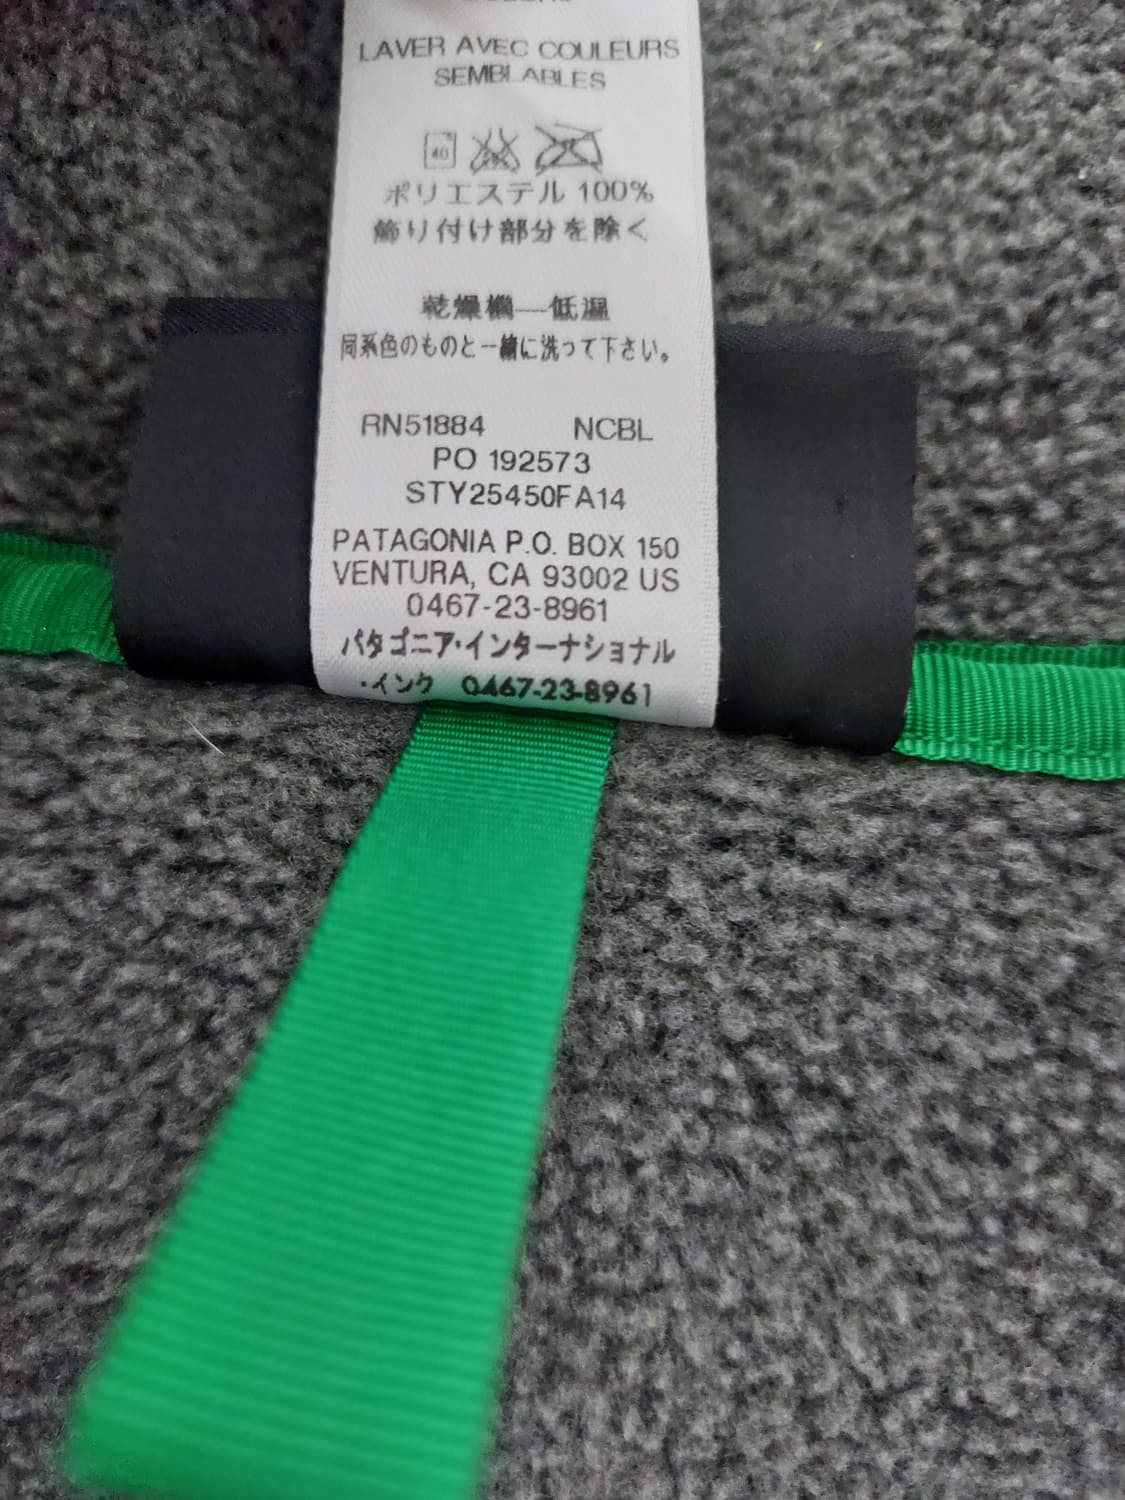 LAVER AVEC COULEURS
SEMBLABLES
40
ポリエステル 100%
飾り付け部分を除く
乾燥機―低温
同系色のものと一緒に洗って下さい。
RN51884 NCBL
PO 192573
STY25450FA14
PATAGONIA P.O. BOX 150
VENTURA, CA 93002 US
0467-23-8961
パタゴニア・インターナショナル
・インク 0467-23-8961